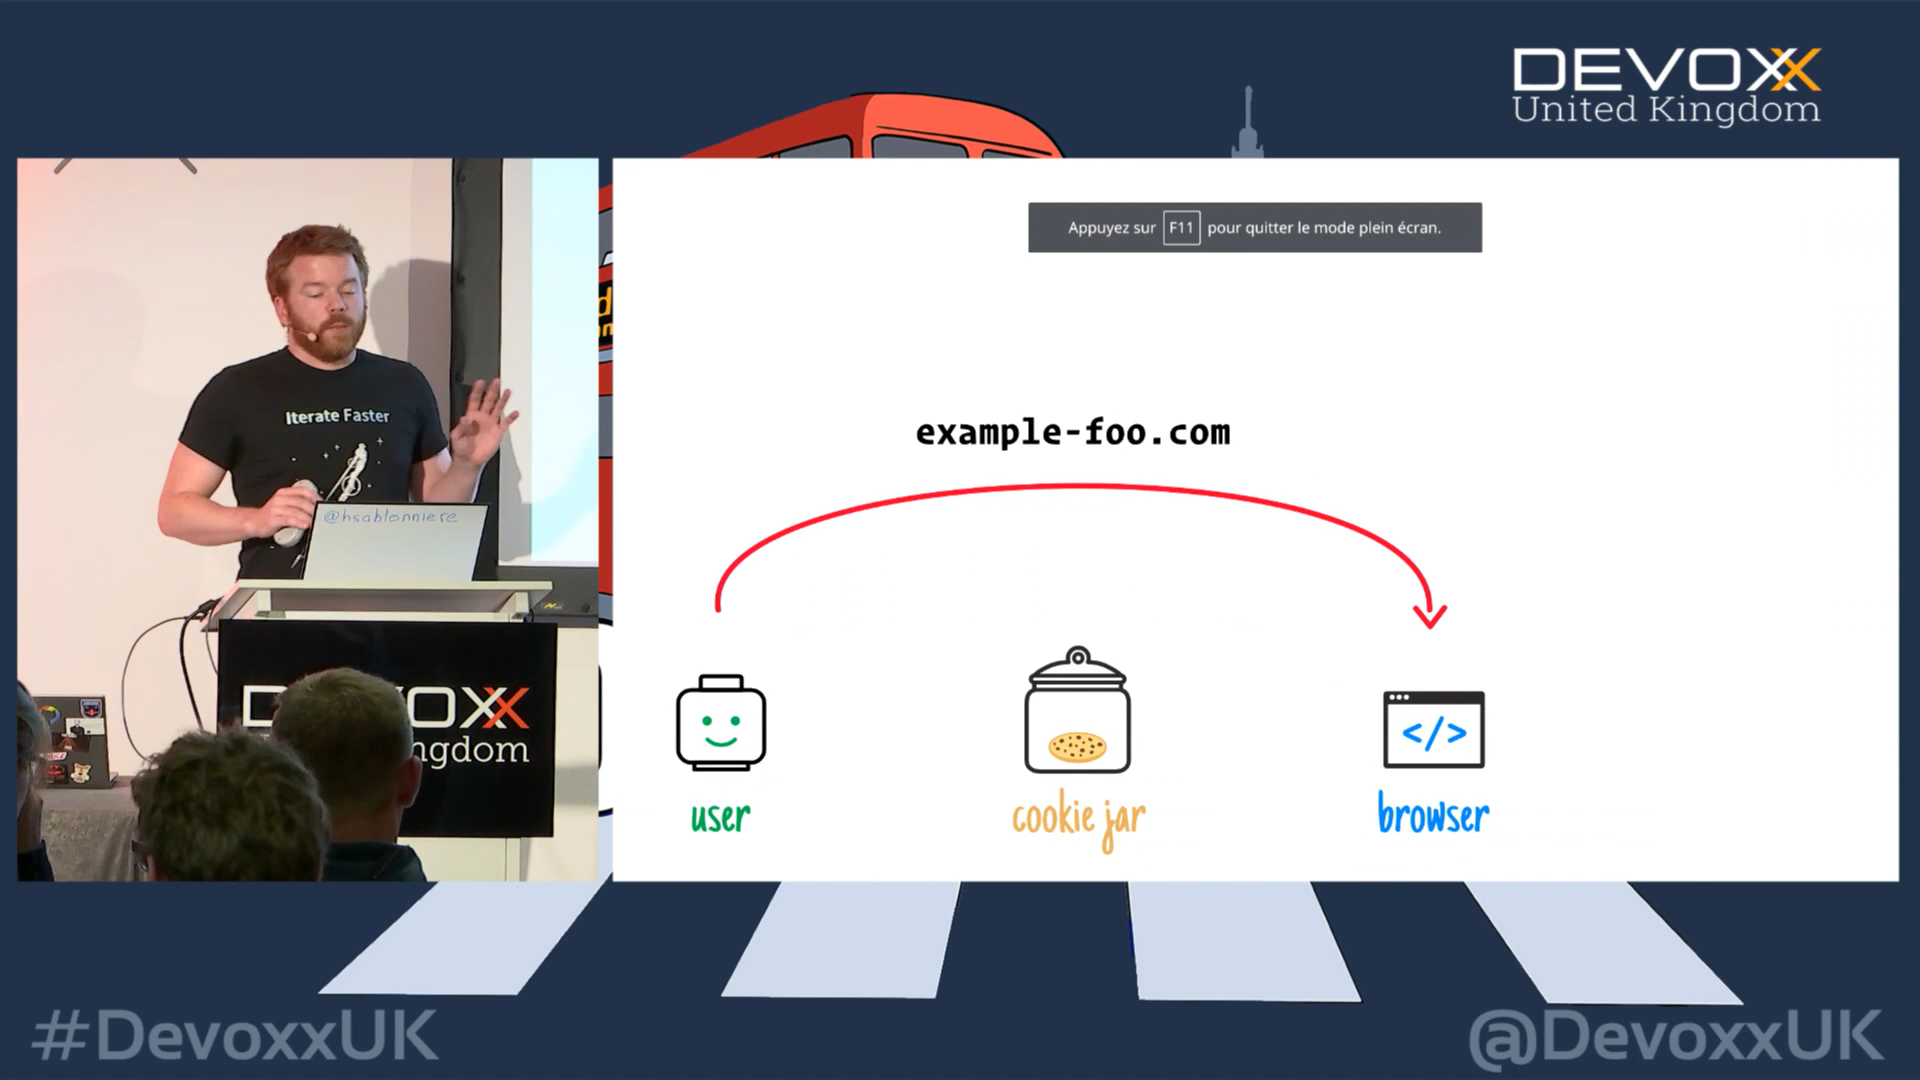 DEVOXX
United Kingdom
Appuyez sur F11 pour quitter le mode plein écran.
example-foo.com
Iterate Faster
@hsablonniere
user
cookie jar
browser
#DevoxxUK
@DevoxxUK